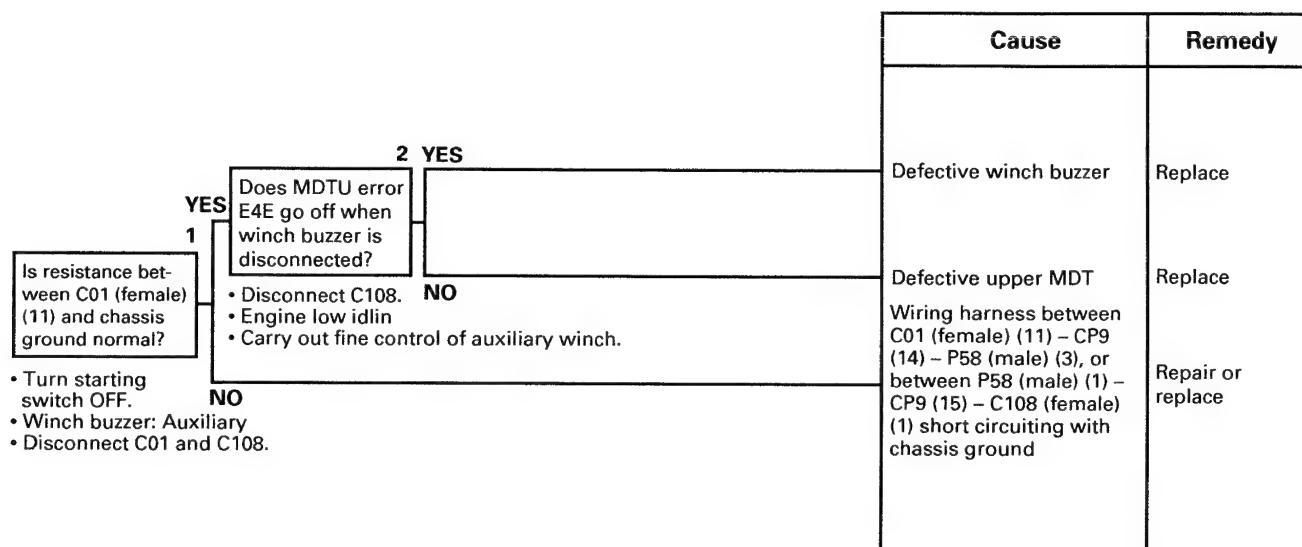 Cause
Remedy
2 YES
Does MDTU error
E4E go off when
winch buzzer is
disconnected?
Defective winch buzzer
Replace
YES
1
Is resistance bet-
ween C01 (female)
(11) and chassis
ground normal?
NO
Defective upper MDT
Replace
• Disconnect C108.
• Engine low idlin
• Carry out fine control of auxiliary winch.
• Turn starting
switch OFF.
• Winch buzzer: Auxiliary
• Disconnect C01 and C108.
NO
Wiring harness between
C01 (female) (11) – CP9
(14) – P58 (male) (3), or
between P58 (male) (1) –
CP9 (15) – C108 (female)
(1) short circuiting with
chassis ground
Repair or
replace